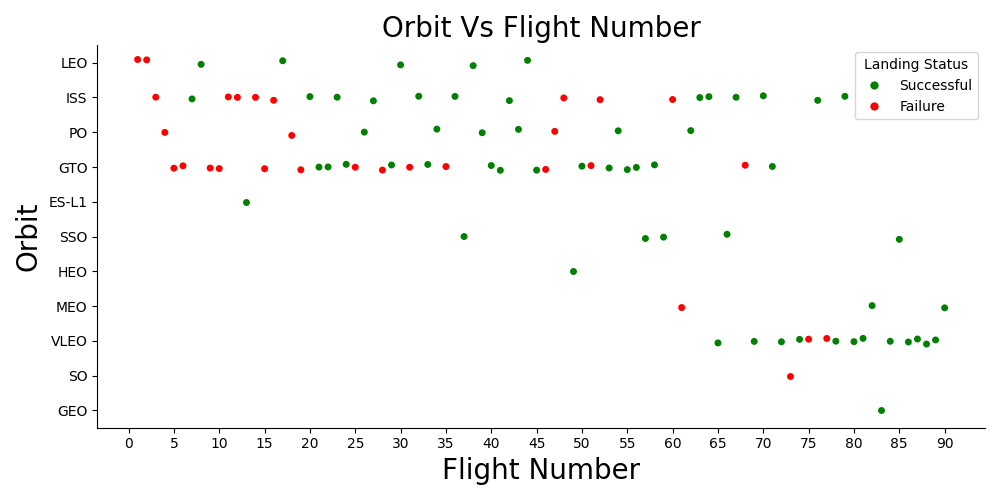 Orbit Vs Flight Number
Landing Status
Successful
Failure
Orbit
LEO
ISS
PO
GTO
ES-L1
SSO
HEO
MEO
VLEO
SO
GEO
0 5 10 15 20 25 30 35 40 45 50 55 60 65 70 75 80 85 90
Flight Number